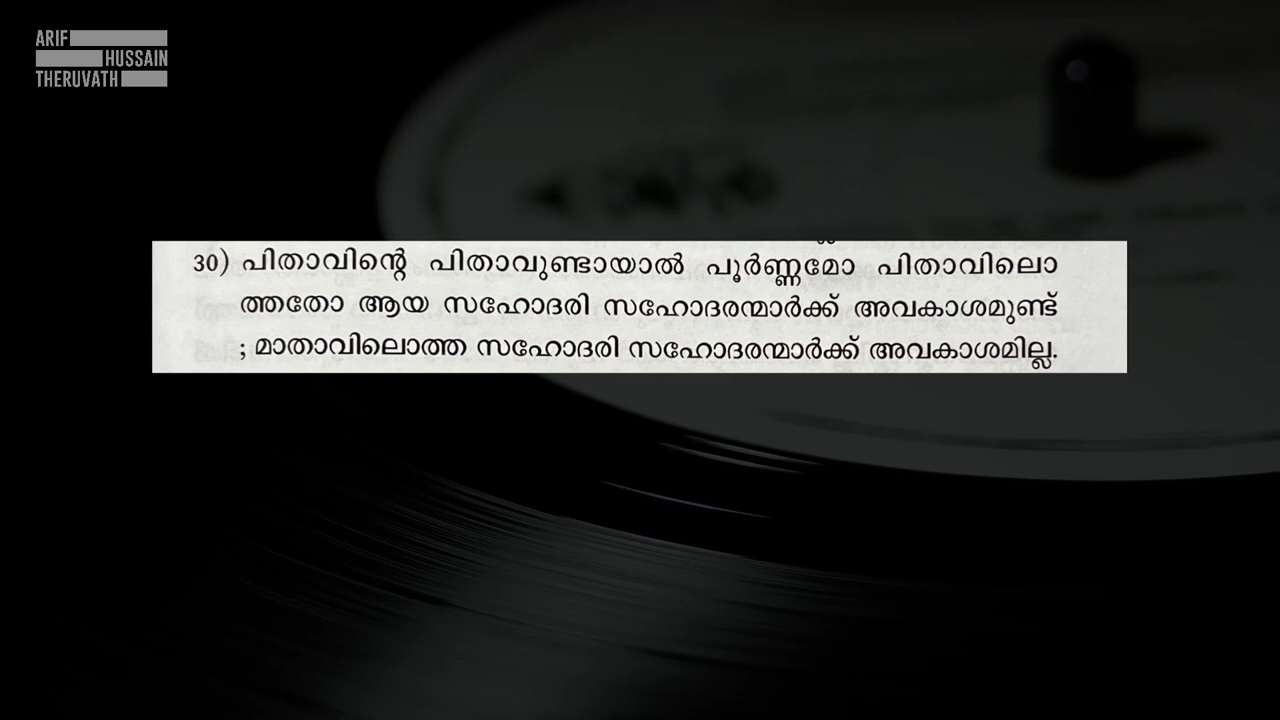 ARIF
HUSSAIN
THERUVATH
30) പിതാവിന്റെ പിതാവുണ്ടായാൽ പൂർണ്ണമോ പിതാവിലൊ
ത്തതോ ആയ സഹോദരി സഹോദരന്മാർക്ക് അവകാശമുണ്ട്
; മാതാവിലൊത്ത സഹോദരി സഹോദരന്മാർക്ക് അവകാശമില്ല.